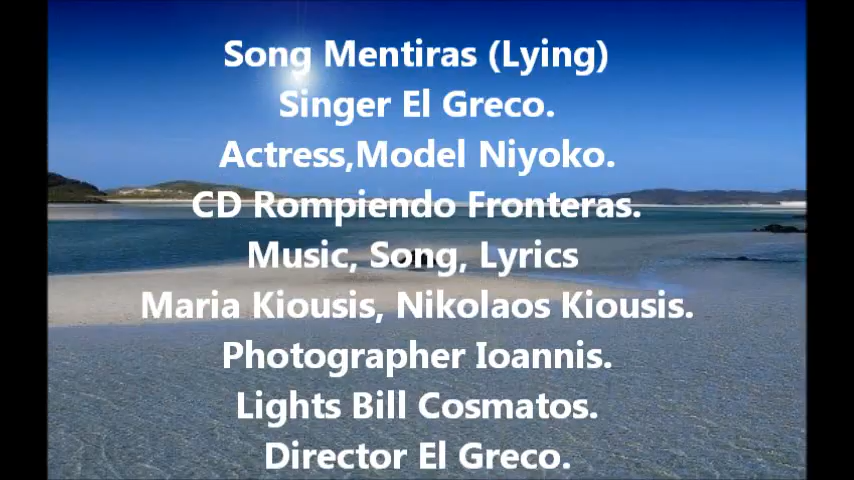 Song Mentiras (Lying)
Singer El Greco.
Actress,Model Niyoko.
CD Rompiendo Fronteras.
Music, Song, Lyrics
Maria Kiousis, Nikolaos Kiousis.
Photographer Ioannis.
Lights Bill Cosmatos.
Director El Greco.